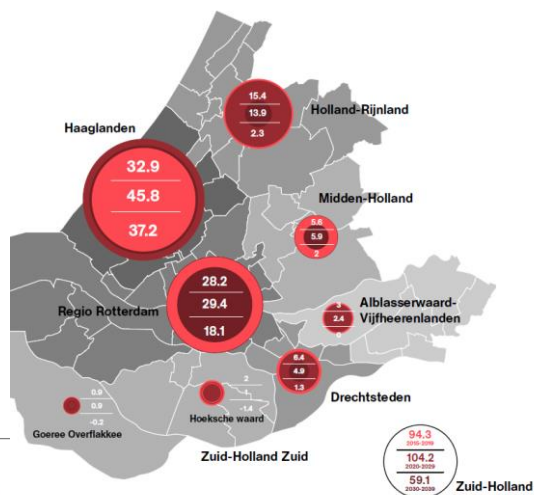 15.4
13.9
2.3
Holland-Rijnland
Haaglanden
32.9
45.8
37.2
Midden-Holland
5.6
5.9
2
28.2
29.4
18.1
Regio Rotterdam
3
2.4
0
Alblasserwaard-
Vijfheerenlanden
6.4
4.9
1.3
Drechtsteden
0.9
0.9
-0.2
Goeree Overflakkee
2
1
-1.4
Hoeksche waard
Zuid-Holland Zuid
94.3
2015-2019
104.2
2020-2029
59.1
2030-2039
Zuid-Holland